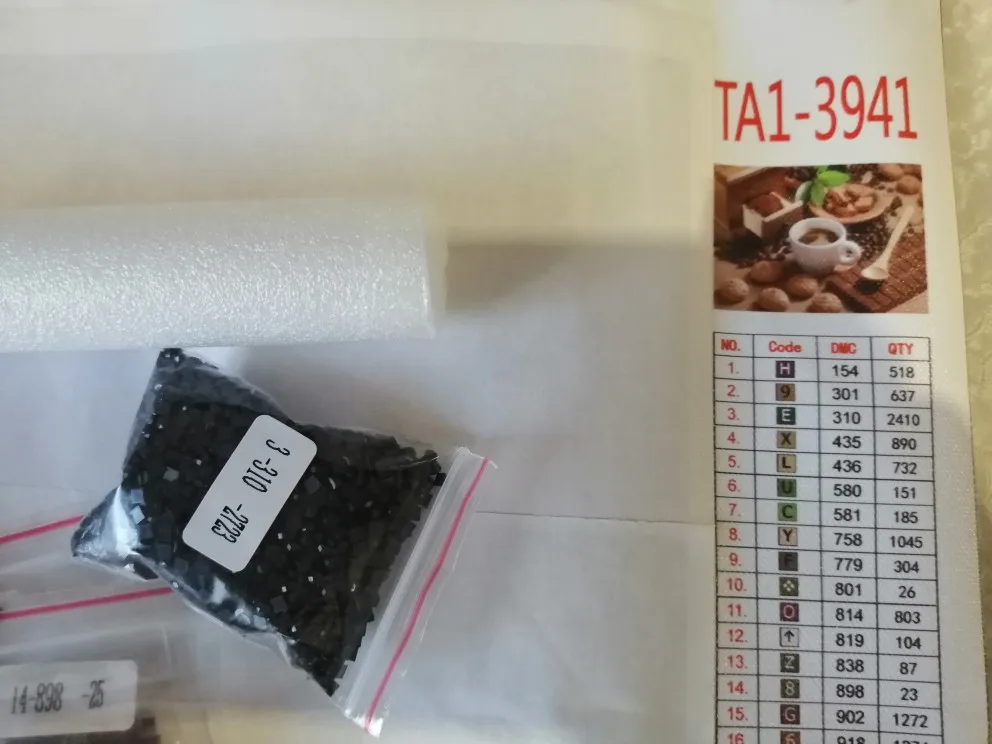 TA1-3941
NO. Code DMC QTY
1. H 154 518
2. 9 301 637
3. E 310 2410
4. X 435 890
5. L 436 732
6. U 580 151
7. C 581 185
8. Y 758 1045
9. F 779 304
10. 801 26
11. O 814 803
12. ↑ 819 104
13. Z 838 87
14. 8 898 23
15. G 902 1272
16 6 918
3 -310 -2723
14-898 -25